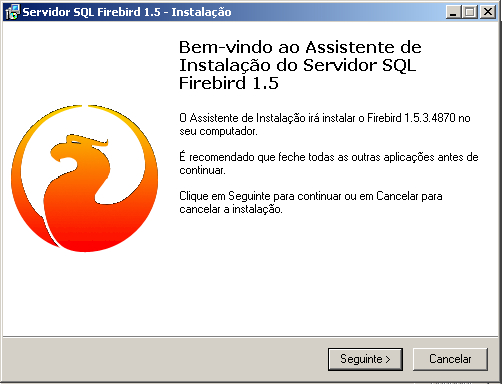 Servidor SQL Firebird 1.5 - Instalação
Bem-vindo ao Assistente de
Instalação do Servidor SQL
Firebird 1.5
O Assistente de Instalação irá instalar o Firebird 1.5.3.4870 no
seu computador.
É recomendado que feche todas as outras aplicações antes de
continuar.
Clique em Seguinte para continuar ou em Cancelar para
cancelar a instalação.
Seguinte >
Cancelar